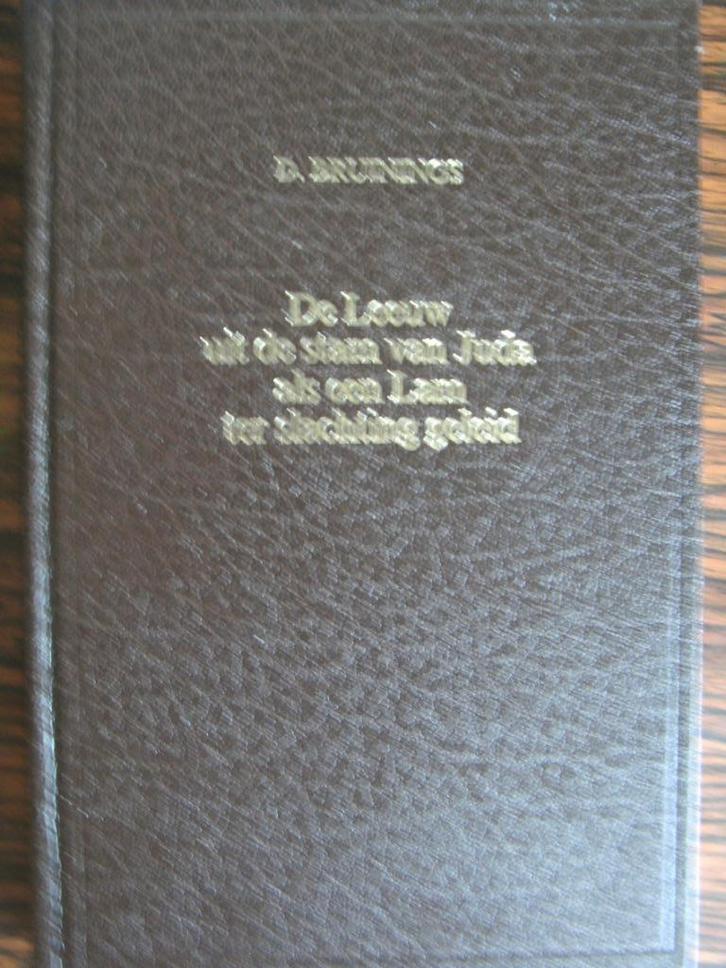 D. BRUININGS
De Leeuw
uit de stam van Juda
als een Lam
ter slachting geleid